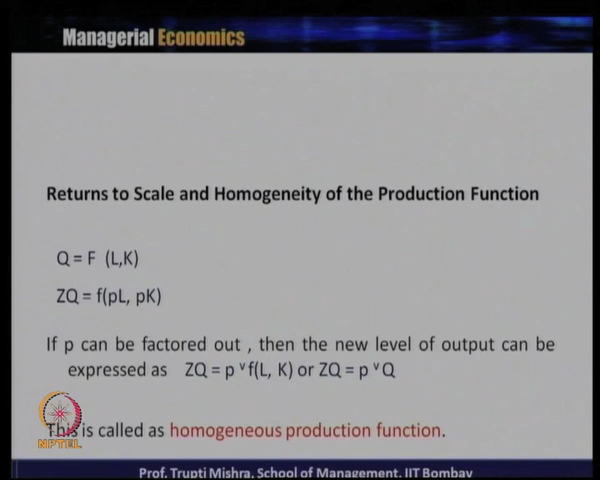 Managerial Economics
Returns to Scale and Homogeneity of the Production Function
Q = F (L,K)
ZQ = f(pL, pK)
If p can be factored out , then the new level of output can be
expressed as ZQ = p ᵛ f(L, K) or ZQ = p ᵛ Q
This is called as homogeneous production function.
NPTEL
Prof. Trupti Mishra, School of Management, IIT Bombay